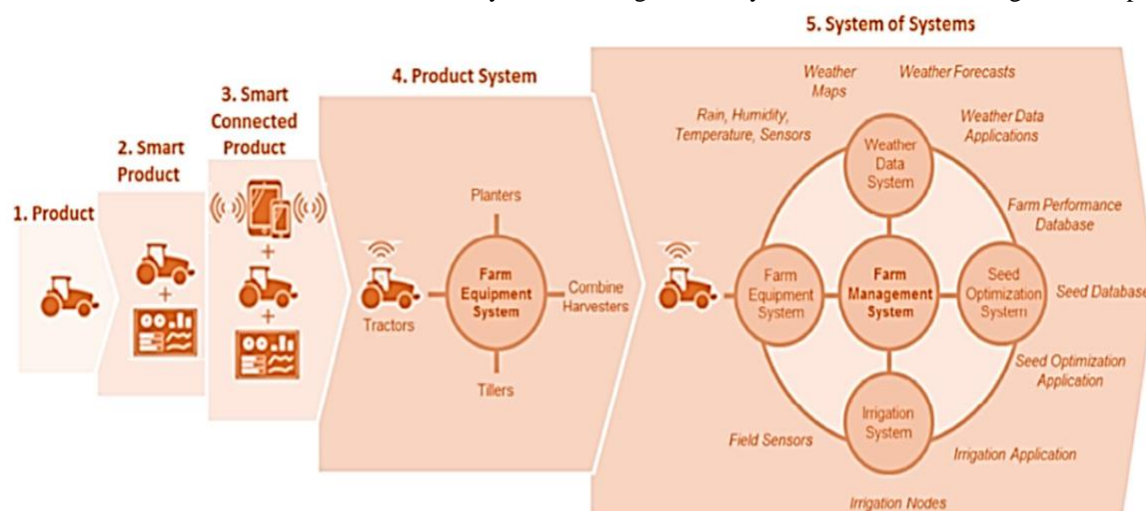 5. System of Systems
4. Product System
3. Smart
Connected
Product
2. Smart
Product
1. Product
Planters
Tractors
Farm
Equipment
System
Combine
Harvesters
Tillers
Weather
Maps
Weather Forecasts
Rain, Humidity,
Temperature, Sensors
Weather
Data
System
Weather Data
Applications
Farm Performance
Database
Farm
Equipment
System
Farm
Management
System
Seed
Optimization
System
Seed Database
Seed Optimization
Application
Irrigation
System
Field Sensors
Irrigation Application
Irrigation Nodes